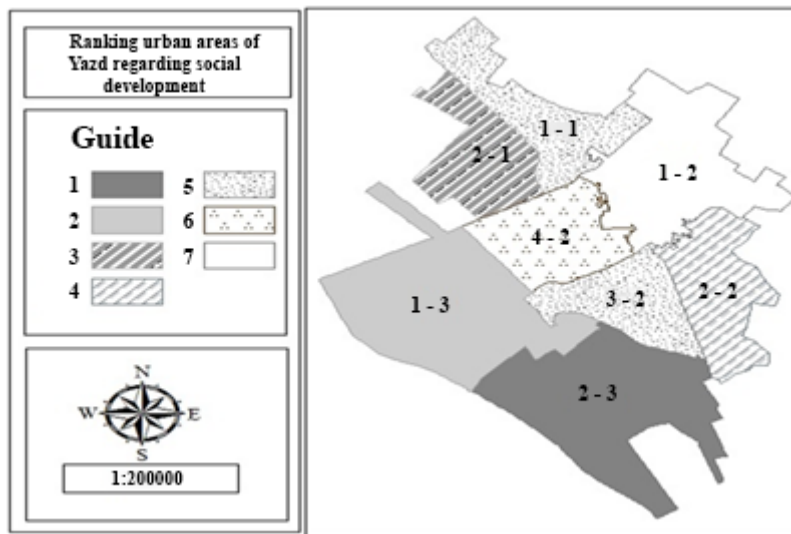 Ranking urban areas of
Yazd regarding social
development
Guide
1 5
2 6
3 7
4
N
W E
S
1:200000
1 - 1
2 - 1
1 - 2
4 - 2
1 - 3
3 - 2
2 - 2
2 - 3